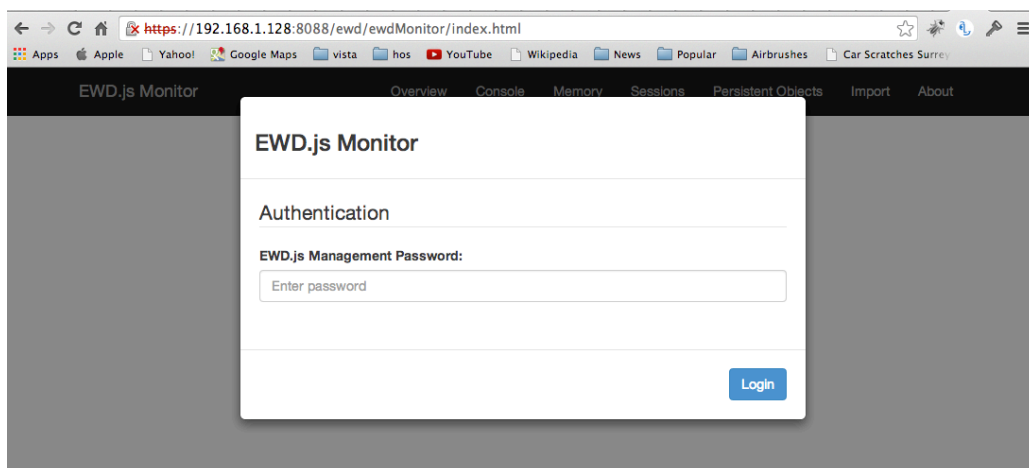 https://192.168.1.128:8088/ewd/ewdMonitor/index.html
Apps Apple Yahoo! Google Maps vista hos YouTube Wikipedia News Popular Airbrushes Car Scratches Surrey
EWD.js Monitor Overview Console Memory Sessions Persistent Objects Import About
EWD.js Monitor
Authentication
EWD.js Management Password:
Enter password
Login